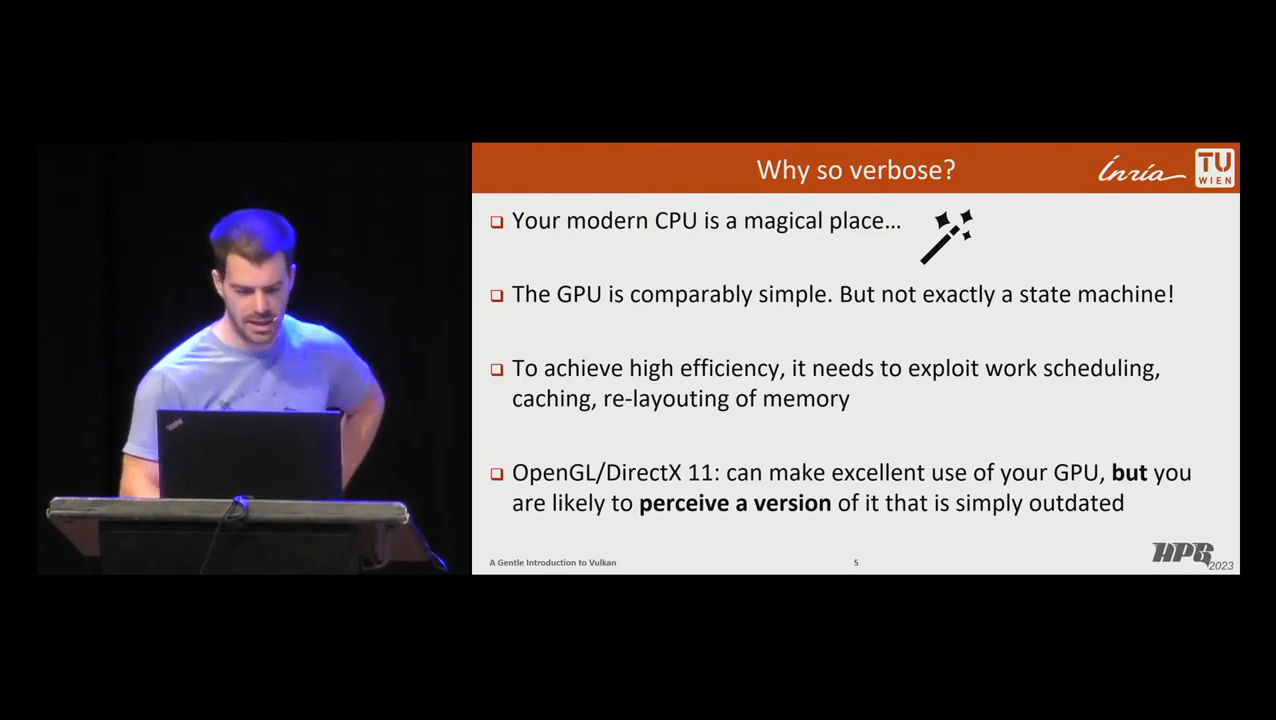 Why so verbose?
Inría
TU
WIEN
❑ Your modern CPU is a magical place…
❑ The GPU is comparably simple. But not exactly a state machine!
❑ To achieve high efficiency, it needs to exploit work scheduling,
caching, re-layouting of memory
❑ OpenGL/DirectX 11: can make excellent use of your GPU, but you
are likely to perceive a version of it that is simply outdated
A Gentle Introduction to Vulkan
5
HPG
2023
ThinkPad